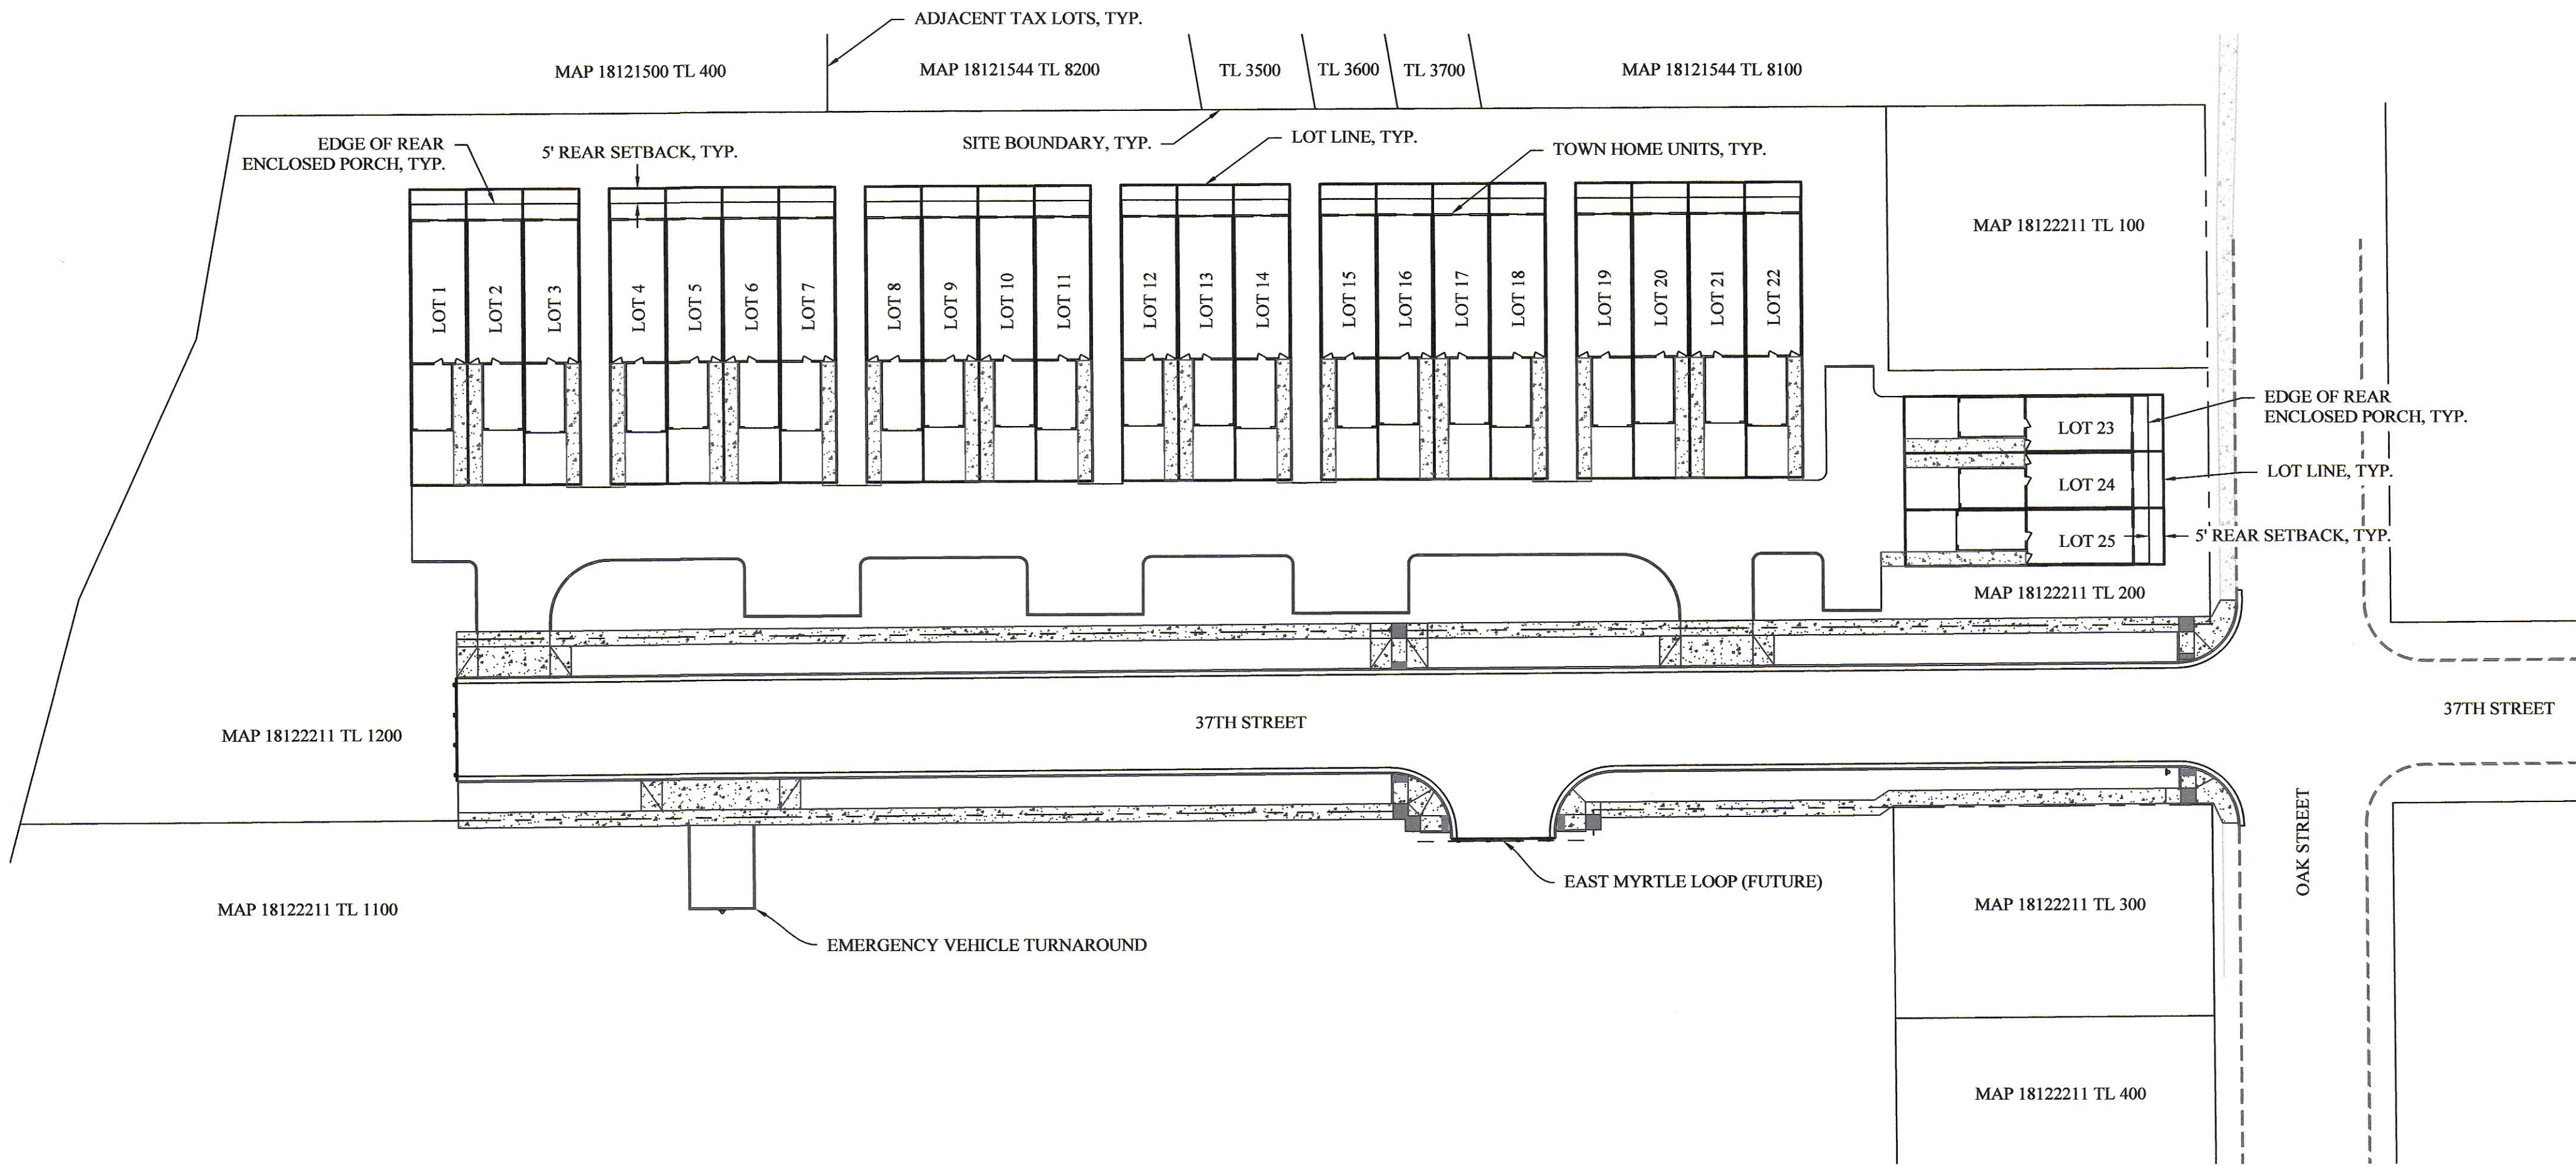 ADJACENT TAX LOTS, TYP.
MAP 18121500 TL 400
MAP 18121544 TL 8200
TL 3500
TL 3600
TL 3700
MAP 18121544 TL 8100
EDGE OF REAR
ENCLOSED PORCH, TYP.
5' REAR SETBACK, TYP.
SITE BOUNDARY, TYP.
LOT LINE, TYP.
TOWN HOME UNITS, TYP.
MAP 18122211 TL 100
LOT 1
LOT 2
LOT 3
LOT 4
LOT 5
LOT 6
LOT 7
LOT 8
LOT 9
LOT 10
LOT 11
LOT 12
LOT 13
LOT 14
LOT 15
LOT 16
LOT 17
LOT 18
LOT 19
LOT 20
LOT 21
LOT 22
EDGE OF REAR
ENCLOSED PORCH, TYP.
LOT 23
LOT LINE, TYP.
LOT 24
LOT 25
5' REAR SETBACK, TYP.
MAP 18122211 TL 200
37TH STREET
37TH STREET
MAP 18122211 TL 1200
OAK STREET
EAST MYRTLE LOOP (FUTURE)
MAP 18122211 TL 300
MAP 18122211 TL 1100
EMERGENCY VEHICLE TURNAROUND
MAP 18122211 TL 400